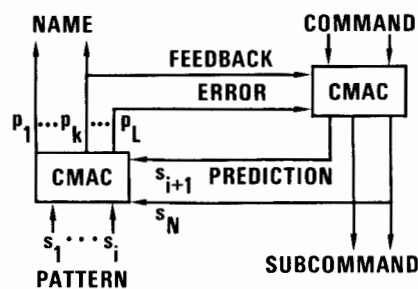 NAME COMMAND
FEEDBACK
ERROR CMAC
p1 ... pk ... pL
CMAC si+1 PREDICTION
sN
s1 ... si
PATTERN SUBCOMMAND